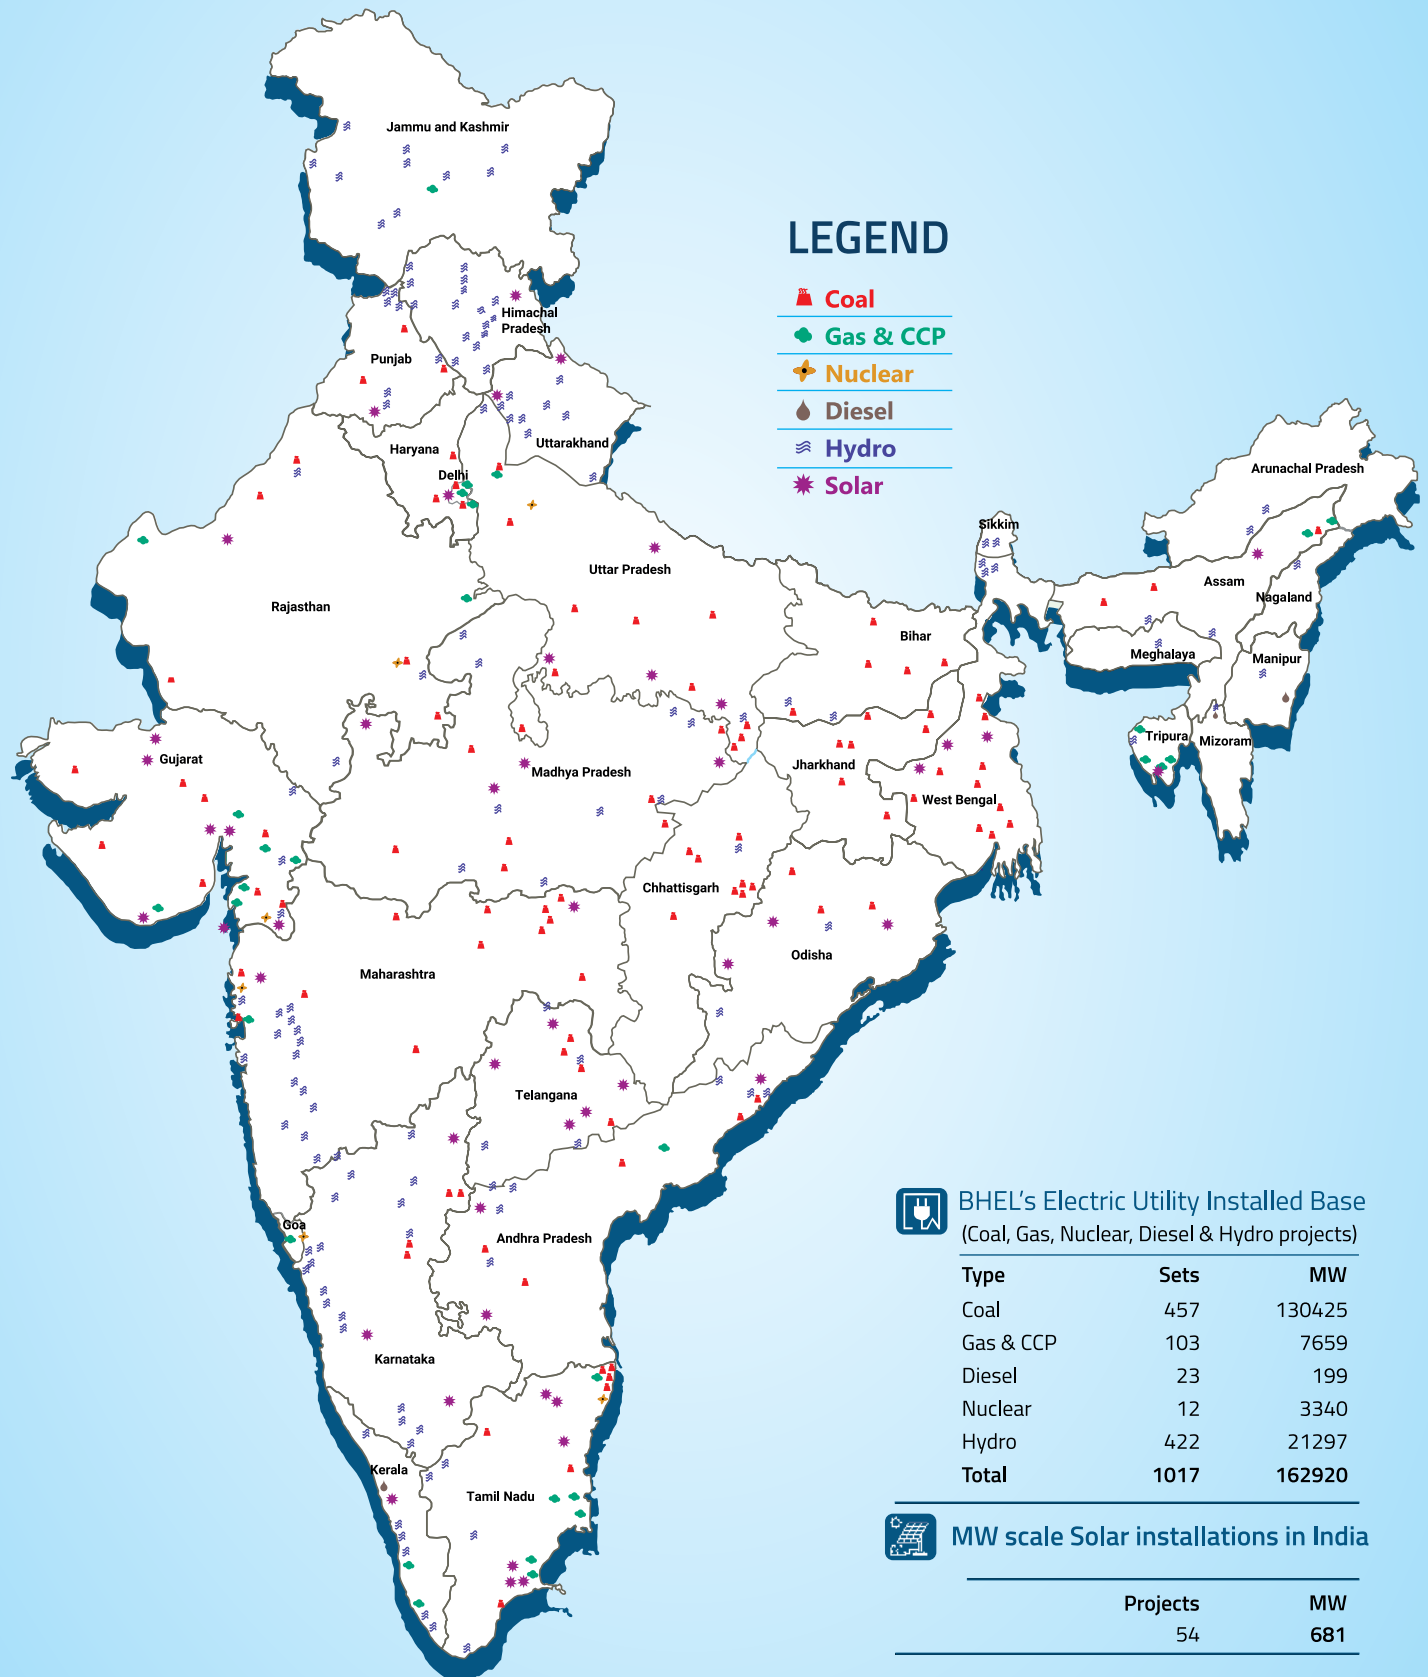 Jammu and Kashmir
LEGEND
Coal
Gas & CCP
Nuclear
Diesel
Hydro
Solar
Himachal
Pradesh
Punjab
Uttarakhand
Haryana
Delhi
Arunachal Pradesh
Sikkim
Uttar Pradesh
Assam
Nagaland
Rajasthan
Bihar
Meghalaya
Manipur
Gujarat
Tripura
Mizoram
Madhya Pradesh
Jharkhand
West Bengal
Chhattisgarh
Odisha
Maharashtra
Telangana
Goa
Andhra Pradesh
Karnataka
Kerala
Tamil Nadu
BHEL's Electric Utility Installed Base
(Coal, Gas, Nuclear, Diesel & Hydro projects)
Type Sets MW
Coal 457 130425
Gas & CCP 103 7659
Diesel 23 199
Nuclear 12 3340
Hydro 422 21297
Total 1017 162920
MW scale Solar installations in India
Projects MW
54 681